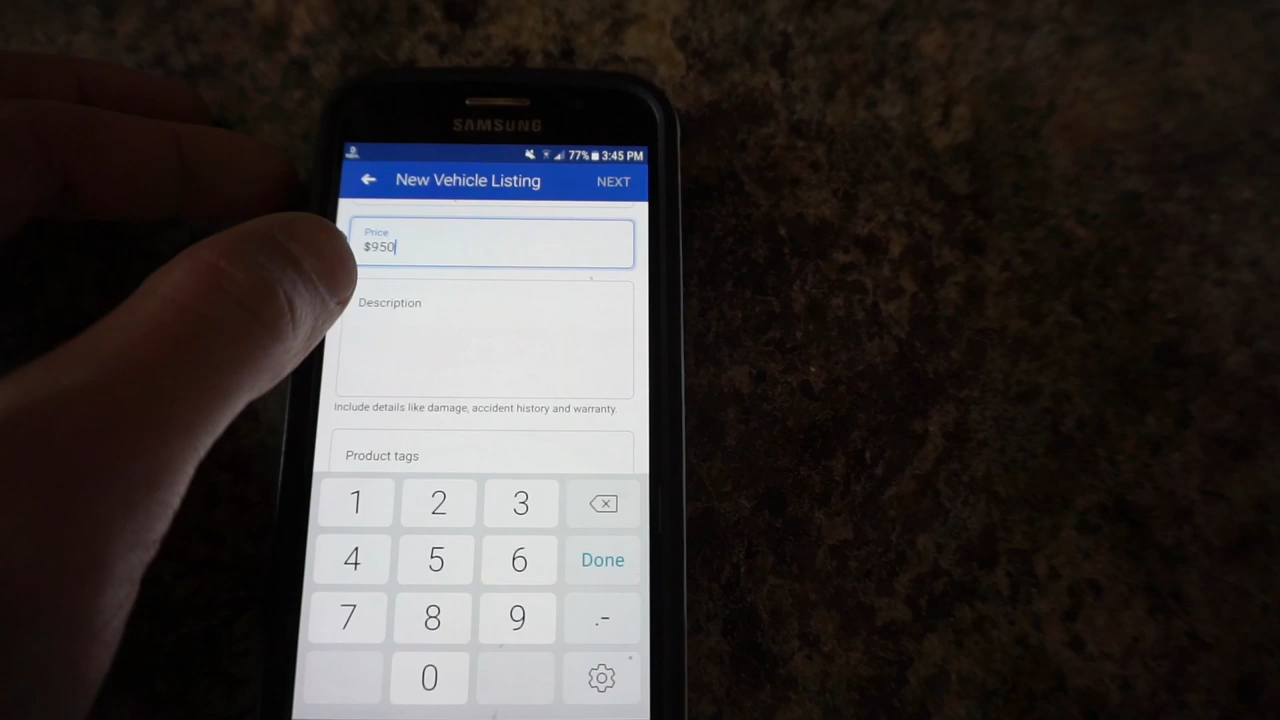 SAMSUNG
77% 3:45 PM
New Vehicle Listing NEXT
Price
$950
Description
Include details like damage, accident history and warranty.
Product tags
1 2 3
4 5 6 Done
7 8 9 .-
0